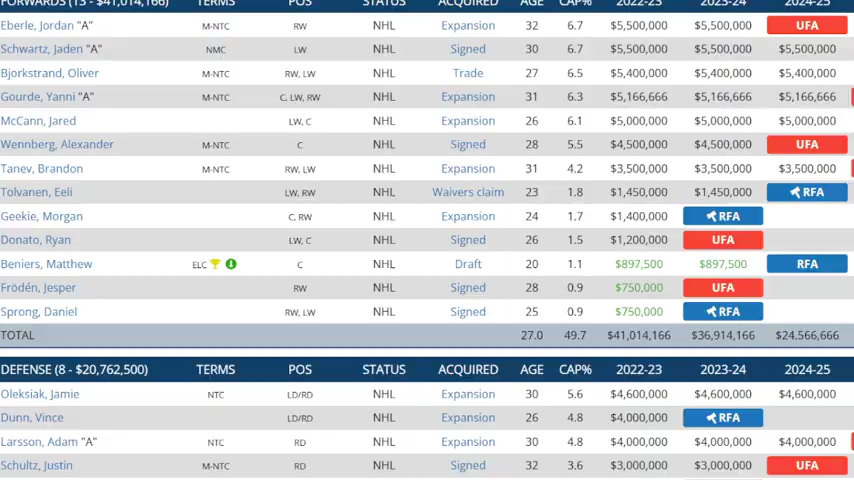 FORWARDS (13 - $41,014,166) TERMS POS STATUS ACQUIRED AGE CAP% 2022-23 2023-24 2024-25
Eberle, Jordan "A" M-NTC RW NHL Expansion 32 6.7 $5,500,000 $5,500,000 UFA
Schwartz, Jaden "A" NMC LW NHL Signed 30 6.7 $5,500,000 $5,500,000 $5,500,000
Bjorkstrand, Oliver M-NTC RW, LW NHL Trade 27 6.5 $5,400,000 $5,400,000 $5,400,000
Gourde, Yanni "A" M-NTC C, LW, RW NHL Expansion 31 6.3 $5,166,666 $5,166,666 $5,166,666
McCann, Jared LW, C NHL Expansion 26 6.1 $5,000,000 $5,000,000 $5,000,000
Wennberg, Alexander M-NTC C NHL Signed 28 5.5 $4,500,000 $4,500,000 UFA
Tanev, Brandon M-NTC RW, LW NHL Expansion 31 4.2 $3,500,000 $3,500,000 $3,500,000
Tolvanen, Eeli LW, RW NHL Waivers claim 23 1.8 $1,450,000 $1,450,000 RFA
Geekie, Morgan C, RW NHL Expansion 24 1.7 $1,400,000 RFA
Donato, Ryan LW, C NHL Signed 26 1.5 $1,200,000 UFA
Beniers, Matthew ELC C NHL Draft 20 1.1 $897,500 $897,500 RFA
Frödén, Jesper RW NHL Signed 28 0.9 $750,000 UFA
Sprong, Daniel RW, LW NHL Signed 25 0.9 $750,000 RFA
TOTAL 27.0 49.7 $41,014,166 $36,914,166 $24,566,666
DEFENSE (8 - $20,762,500) TERMS POS STATUS ACQUIRED AGE CAP% 2022-23 2023-24 2024-25
Oleksiak, Jamie NTC LD/RD NHL Expansion 30 5.6 $4,600,000 $4,600,000 $4,600,000
Dunn, Vince LD/RD NHL Expansion 26 4.8 $4,000,000 RFA
Larsson, Adam "A" NTC RD NHL Expansion 30 4.8 $4,000,000 $4,000,000 $4,000,000
Schultz, Justin M-NTC RD NHL Signed 32 3.6 $3,000,000 $3,000,000 UFA